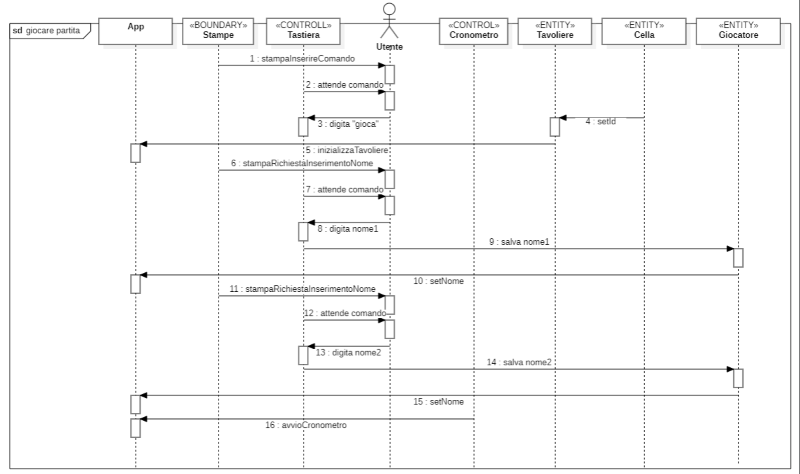 sd giocare partita
App
«BOUNDARY»
Stampe
«CONTROLL»
Tastiera
Utente
«CONTROL»
Cronometro
«ENTITY»
Tavoliere
«ENTITY»
Cella
«ENTITY»
Giocatore
1 : stampaInserireComando
2 : attende comando
3 : digita "gioca"
4 : setId
5 : inizializzaTavoliere
6 : stampaRichiestaInserimentoNome
7 : attende comando
8 : digita nome1
9 : salva nome1
10 : setNome
11 : stampaRichiestaInserimentoNome
12 : attende comando
13 : digita nome2
14 : salva nome2
15 : setNome
16 : avvioCronometro